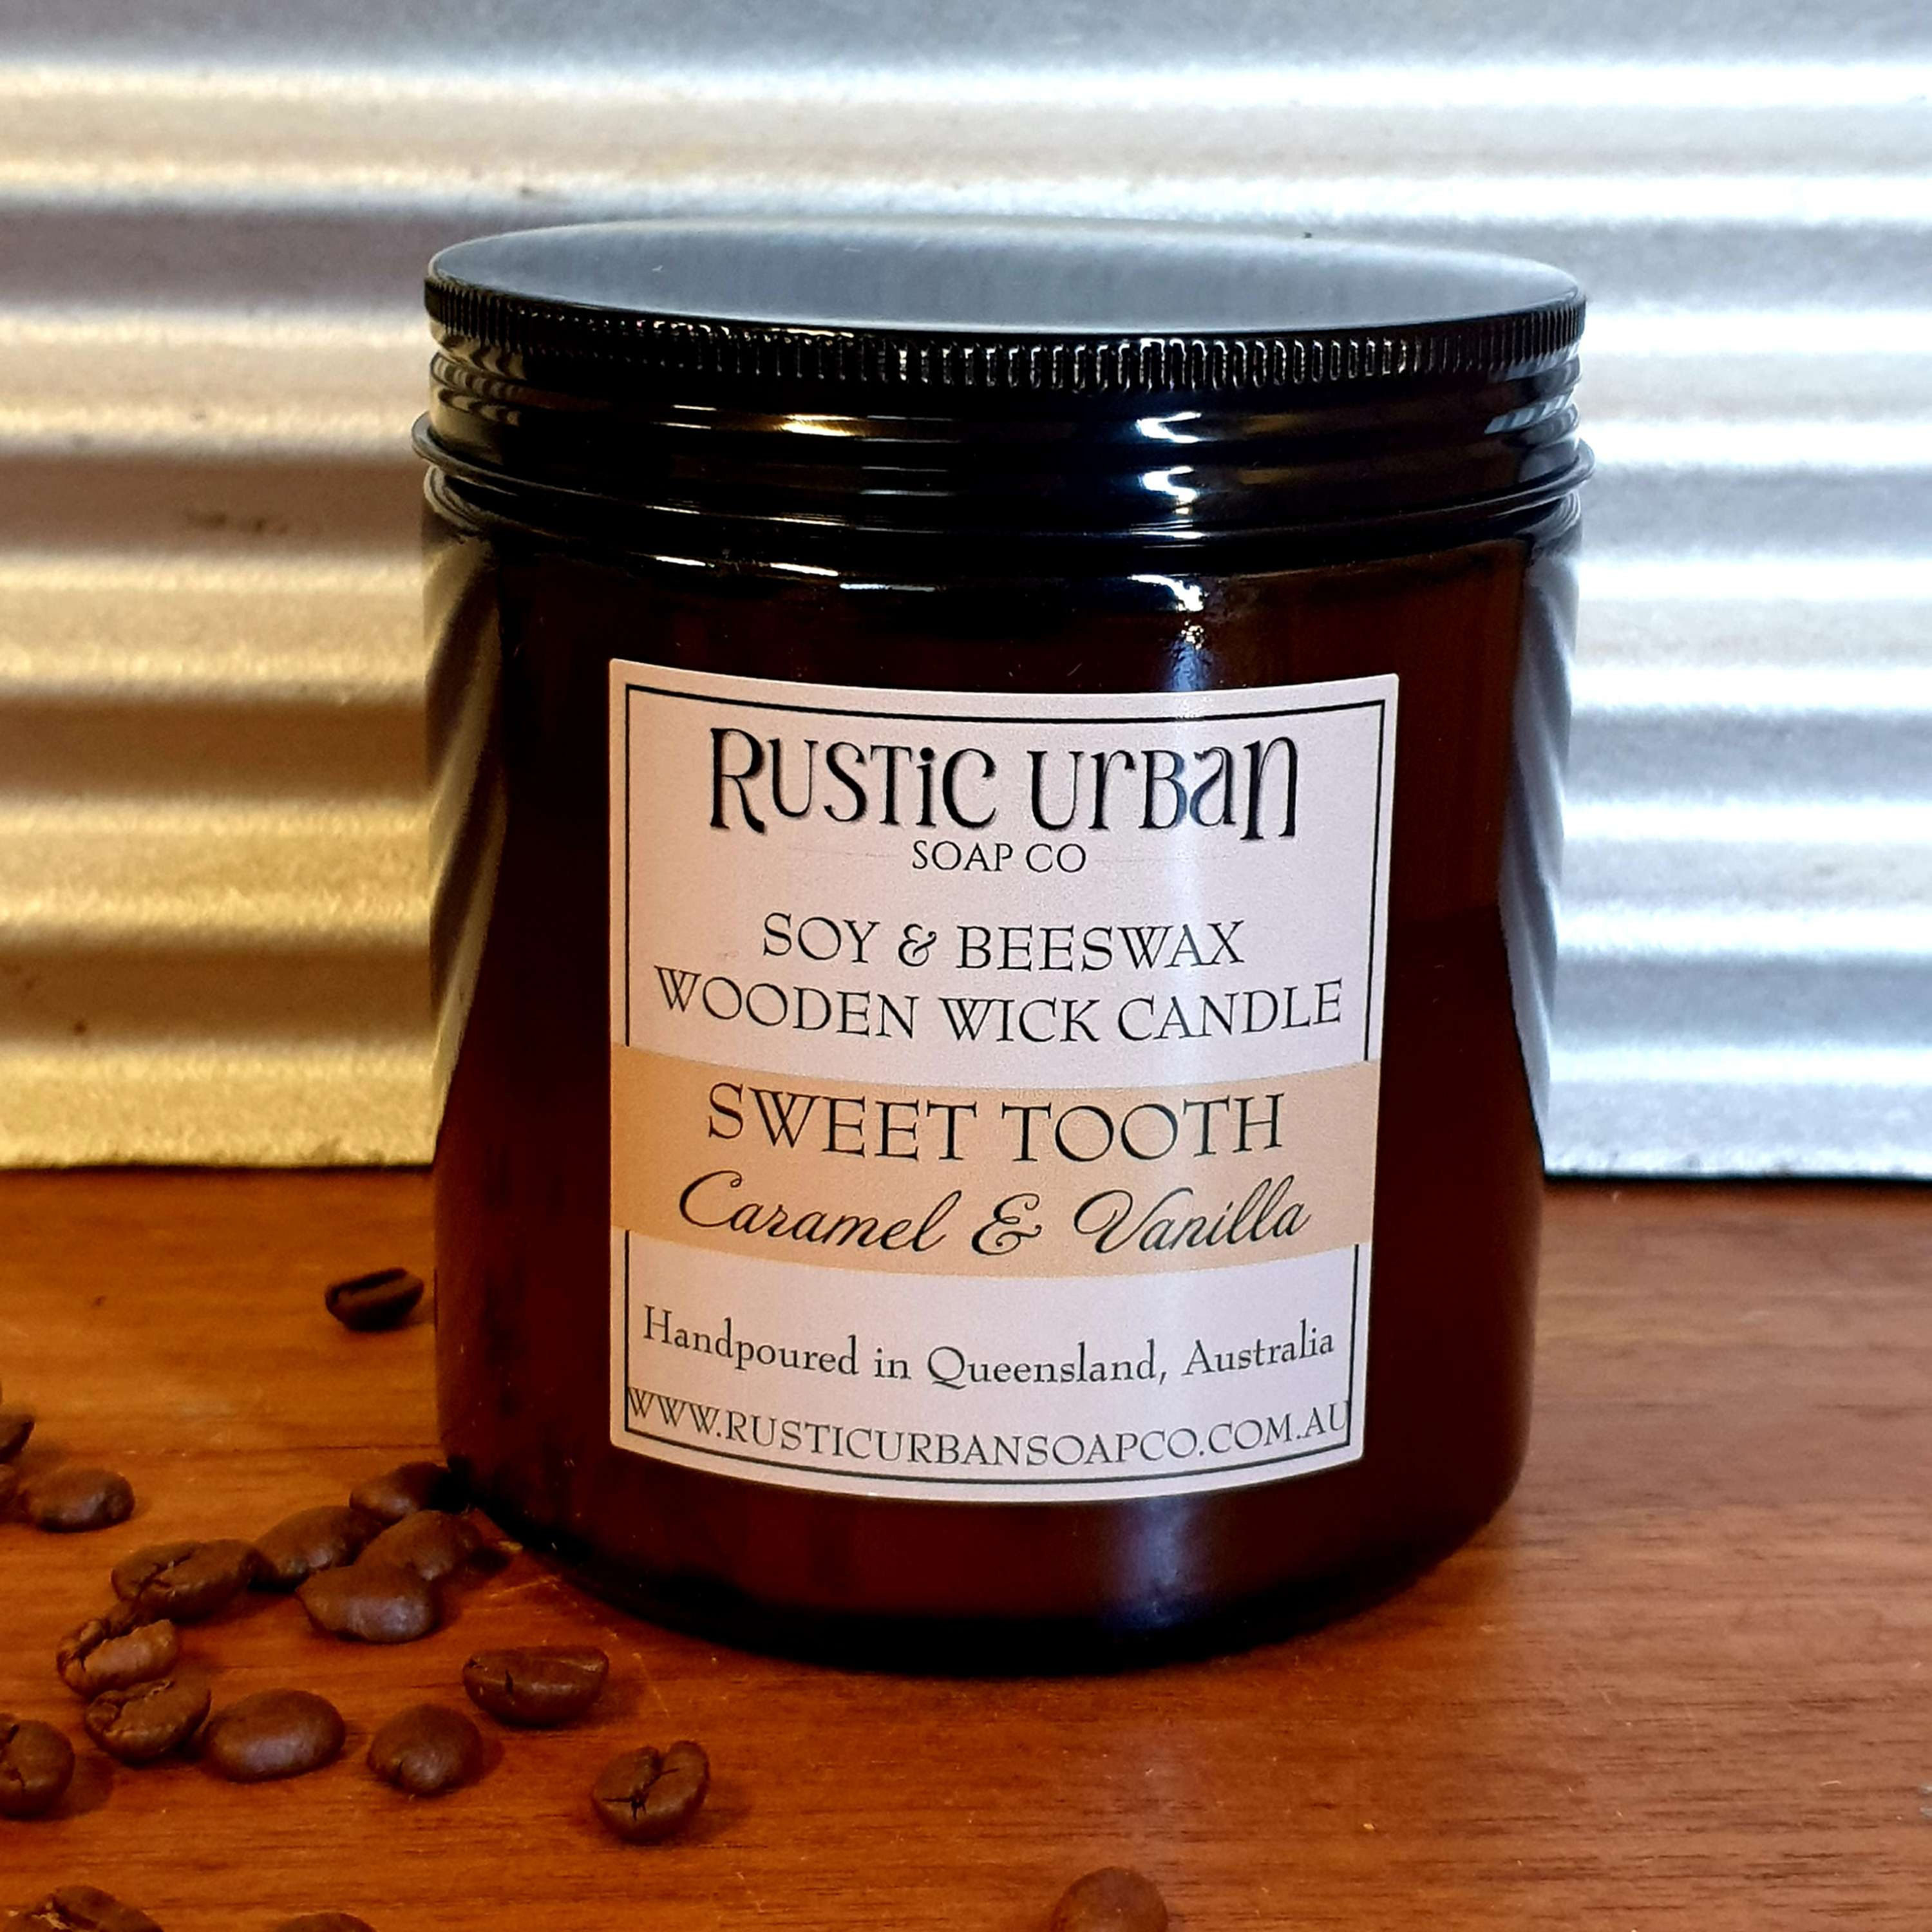 RUSTiC UrBan
SOAP CO
SOY & BEESWAX
WOODEN WICK CANDLE
SWEET TOOTH
Caramel & Vanilla
Handpoured in Queensland, Australia
WWW.RUSTICURBANSOAPCO.COM.AU